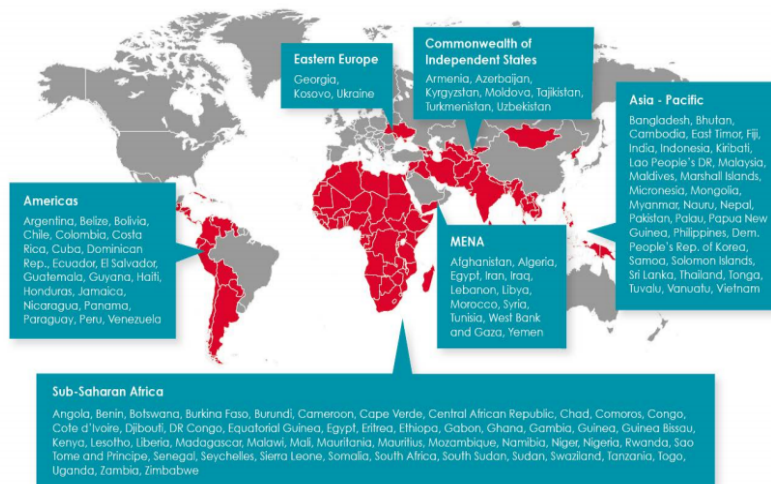 Eastern Europe
Georgia,
Kosovo, Ukraine
Commonwealth of
Independent States
Armenia, Azerbaijan,
Kyrgyzstan, Moldova, Tajikistan,
Turkmenistan, Uzbekistan
Asia - Pacific
Bangladesh, Bhutan,
Cambodia, East Timor, Fiji,
India, Indonesia, Kiribati,
Lao People's DR, Malaysia,
Maldives, Marshall Islands,
Micronesia, Mongolia,
Myanmar, Nauru, Nepal,
Pakistan, Palau, Papua New
Guinea, Philippines, Dem.
People's Rep. of Korea,
Samoa, Solomon Islands,
Sri Lanka, Thailand, Tonga,
Tuvalu, Vanuatu, Vietnam
Americas
Argentina, Belize, Bolivia,
Chile, Colombia, Costa
Rica, Cuba, Dominican
Rep., Ecuador, El Salvador,
Guatemala, Guyana, Haiti,
Honduras, Jamaica,
Nicaragua, Panama,
Paraguay, Peru, Venezuela
MENA
Afghanistan, Algeria,
Egypt, Iran, Iraq,
Lebanon, Libya,
Morocco, Syria,
Tunisia, West Bank
and Gaza, Yemen
Sub-Saharan Africa
Angola, Benin, Botswana, Burkina Faso, Burundi, Cameroon, Cape Verde, Central African Republic, Chad, Comoros, Congo,
Cote d'Ivoire, Djibouti, DR Congo, Equatorial Guinea, Egypt, Eritrea, Ethiopa, Gabon, Ghana, Gambia, Guinea, Guinea Bissau,
Kenya, Lesotho, Liberia, Madagascar, Malawi, Mali, Mauritania, Mauritius, Mozambique, Namibia, Niger, Nigeria, Rwanda, Sao
Tome and Principe, Senegal, Seychelles, Sierra Leone, Somalia, South Africa, South Sudan, Sudan, Swaziland, Tanzania, Togo,
Uganda, Zambia, Zimbabwe